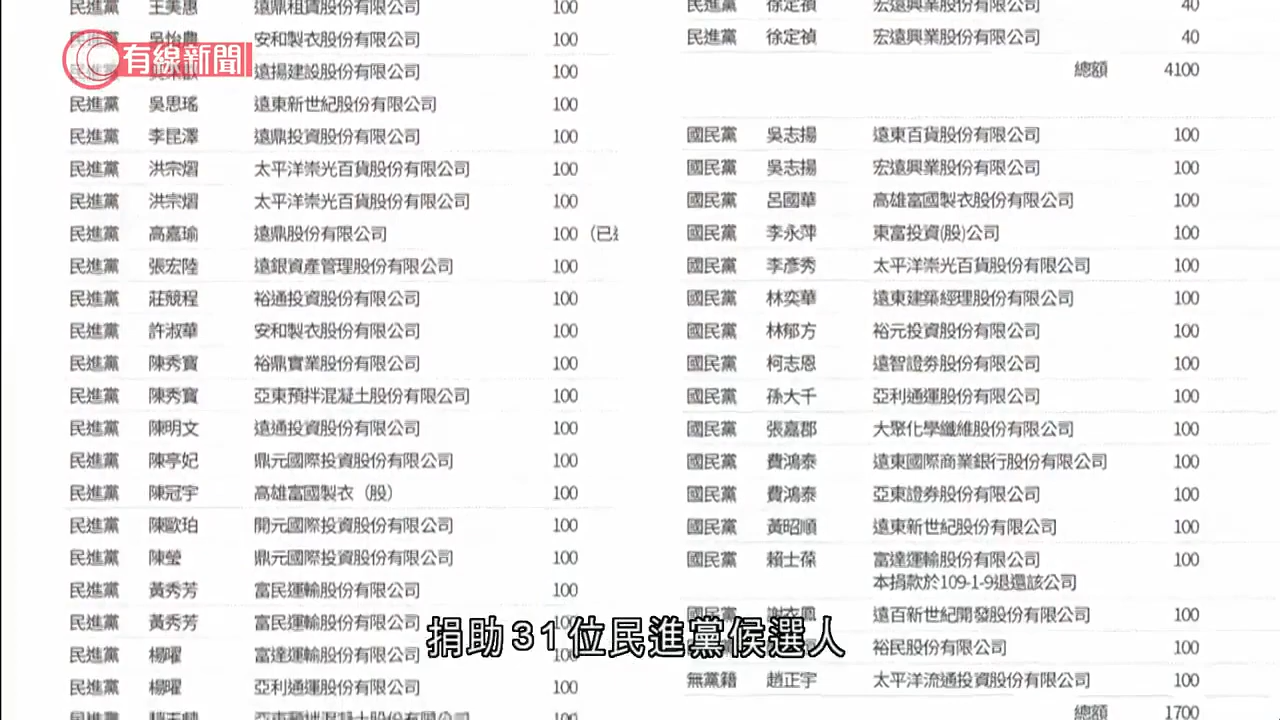 民進黨 王美惠 遠鼎租賃股份有限公司 100
民進黨 吳怡農 安和製衣股份有限公司 100
有線新聞
遠揚建設股份有限公司 100
民進黨 吳思瑤 遠東新世紀股份有限公司 100
民進黨 李昆澤 遠鼎投資股份有限公司 100
民進黨 洪宗熠 太平洋崇光百貨股份有限公司 100
民進黨 洪宗熠 太平洋崇光百貨股份有限公司 100
民進黨 高嘉瑜 遠鼎股份有限公司 100（已
民進黨 張宏陸 遠銀資產管理股份有限公司 100
民進黨 莊競程 裕通投資股份有限公司 100
民進黨 許淑華 安和製衣股份有限公司 100
民進黨 陳秀寶 裕鼎實業股份有限公司 100
民進黨 陳秀寶 亞東預拌混凝土股份有限公司 100
民進黨 陳明文 遠通投資股份有限公司 100
民進黨 陳亭妃 鼎元國際投資股份有限公司 100
民進黨 陳冠宇 高雄富國製衣（股） 100
民進黨 陳歐珀 開元國際投資股份有限公司 100
民進黨 陳瑩 鼎元國際投資股份有限公司 100
民進黨 黃秀芳 富民運輸股份有限公司 100
民進黨 黃秀芳 富民運輸股份有限公司 100
民進黨 楊曜 富達運輸股份有限公司 100
民進黨 楊曜 亞利通運股份有限公司 100
民進黨 亞東預拌混凝土股份有限公司 100
民進黨 徐定禎 宏遠興業股份有限公司 40
民進黨 徐定禎 宏遠興業股份有限公司 40
總額 4100
國民黨 吳志揚 遠東百貨股份有限公司 100
國民黨 吳志揚 宏遠興業股份有限公司 100
國民黨 呂國華 高雄富國製衣股份有限公司 100
國民黨 李永萍 東富投資(股)公司 100
國民黨 李彥秀 太平洋崇光百貨股份有限公司 100
國民黨 林奕華 遠東建築經理股份有限公司 100
國民黨 林郁方 裕元投資股份有限公司 100
國民黨 柯志恩 遠智證券股份有限公司 100
國民黨 孫大千 亞利通運股份有限公司 100
國民黨 張嘉郡 大聚化學纖維股份有限公司 100
國民黨 費鴻泰 遠東國際商業銀行股份有限公司 100
國民黨 費鴻泰 亞東證券股份有限公司 100
國民黨 黃昭順 遠東新世紀股份有限公司 100
國民黨 賴士葆 富達運輸股份有限公司 100
本捐款於109-1-9退還該公司
國民黨 謝衣鳳 遠百新世紀開發股份有限公司 100
裕民股份有限公司 100
無黨籍 趙正宇 太平洋流通投資股份有限公司 100
總額 1700
捐助31位民進黨候選人